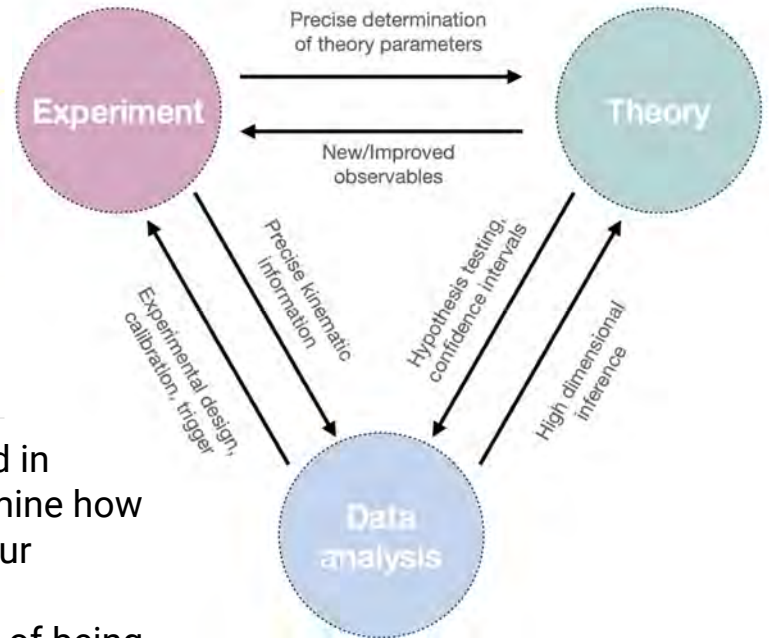 Precise determination
of theory parameters
Experiment
Theory
New/Improved
observables
Precise kinematic
information
Hypothesis testing,
confidence intervals
Experimental design,
calibration, trigger
High dimensional
inference
Data
analysis
d in
nine how
ur
of being